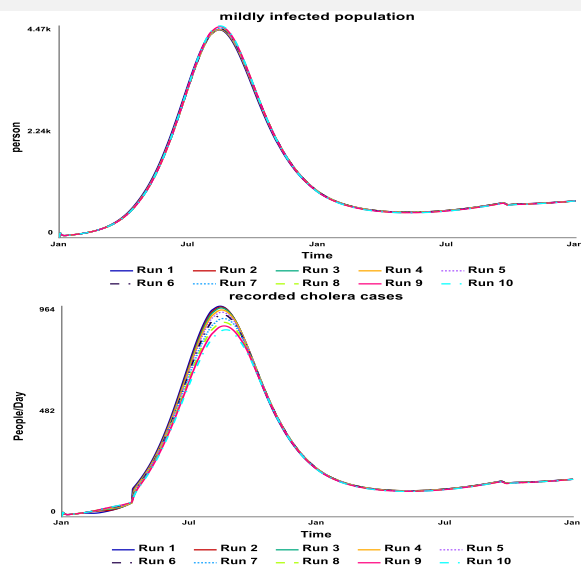 mildly infected population
4.47k
2.24k
0
person
Jan Jul Jan Jul Jan
Time
Run 1 Run 2 Run 3 Run 4 Run 5
Run 6 Run 7 Run 8 Run 9 Run 10
recorded cholera cases
964
482
0
People/Day
Jan Jul Jan Jul Jan
Time
Run 1 Run 2 Run 3 Run 4 Run 5
Run 6 Run 7 Run 8 Run 9 Run 10